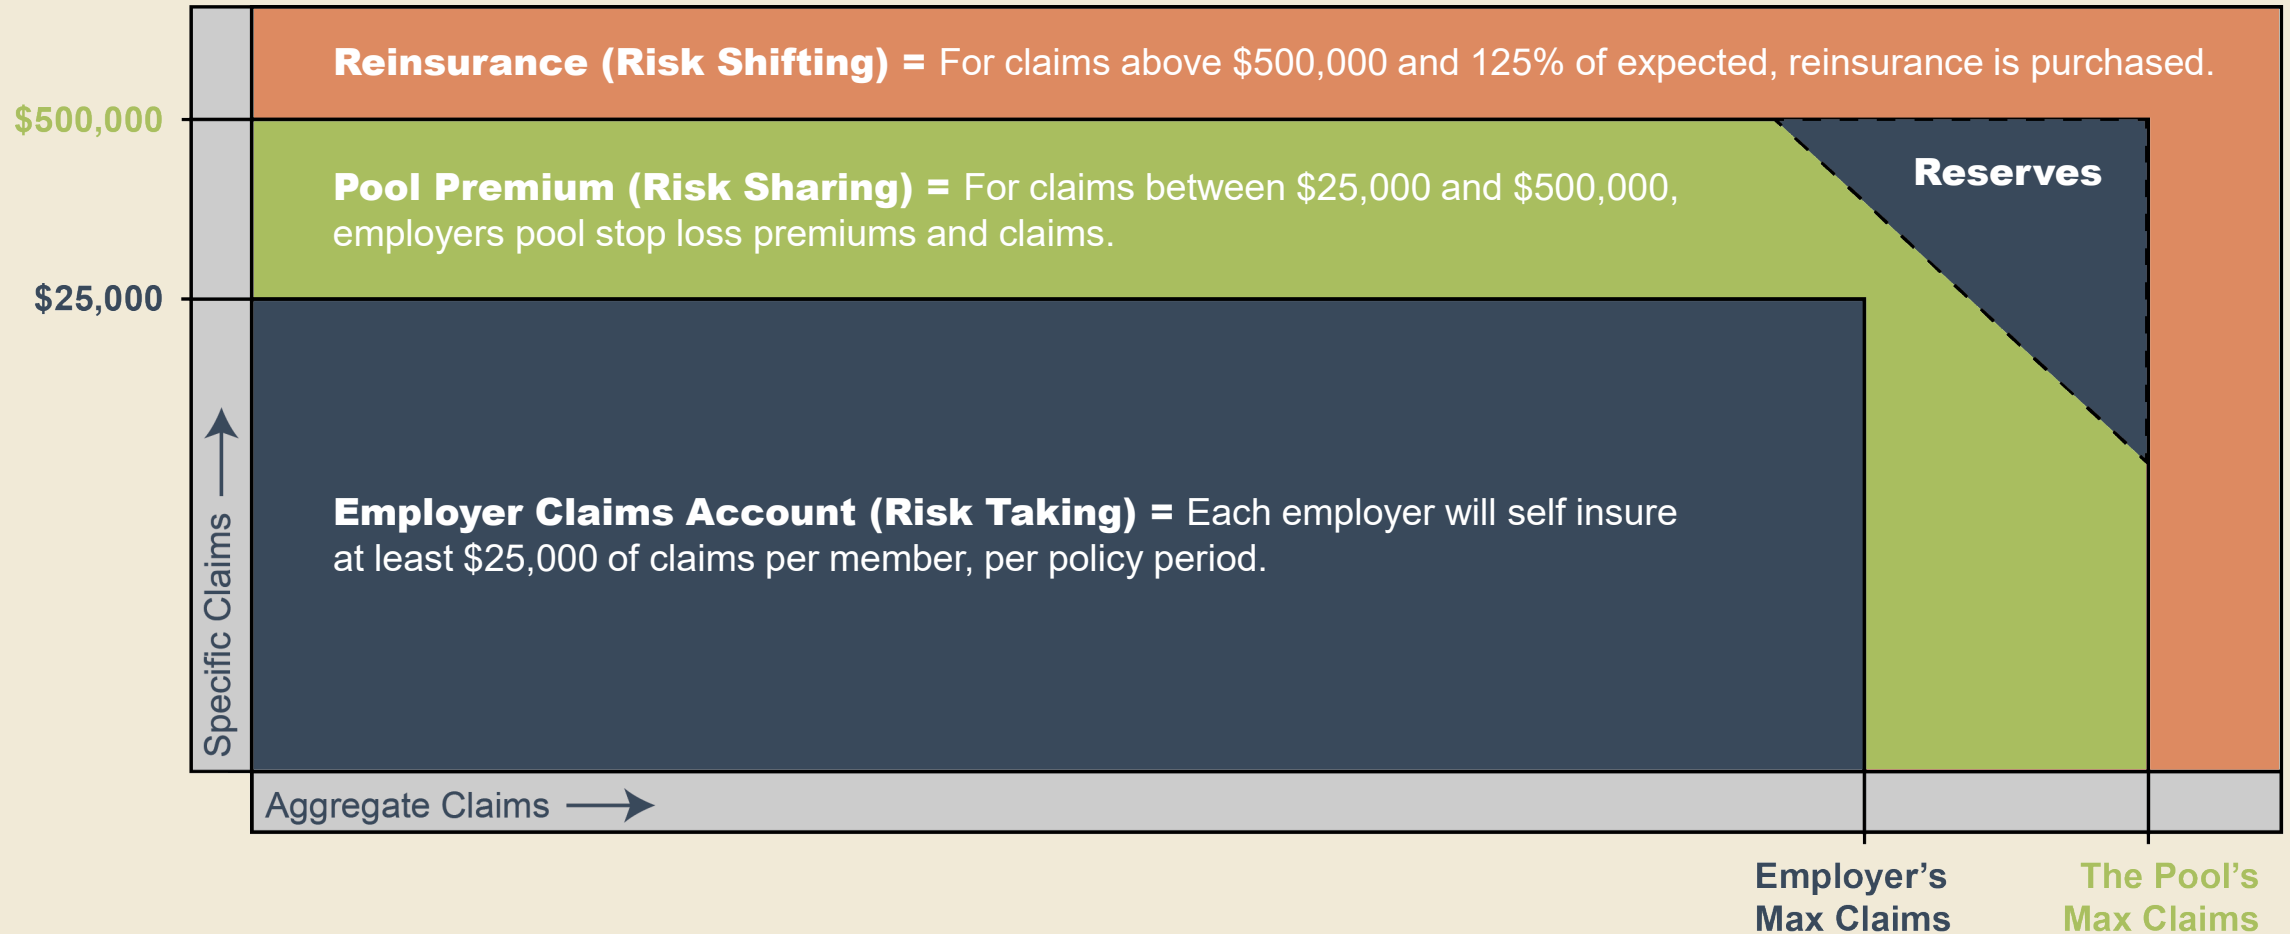 Reinsurance (Risk Shifting) = For claims above $500,000 and 125% of expected, reinsurance is purchased.
$500,000
Pool Premium (Risk Sharing) = For claims between $25,000 and $500,000,
employers pool stop loss premiums and claims.
Reserves
$25,000
Employer Claims Account (Risk Taking) = Each employer will self insure
at least $25,000 of claims per member, per policy period.
Specific Claims
Aggregate Claims
Employer’s
Max Claims
The Pool’s
Max Claims